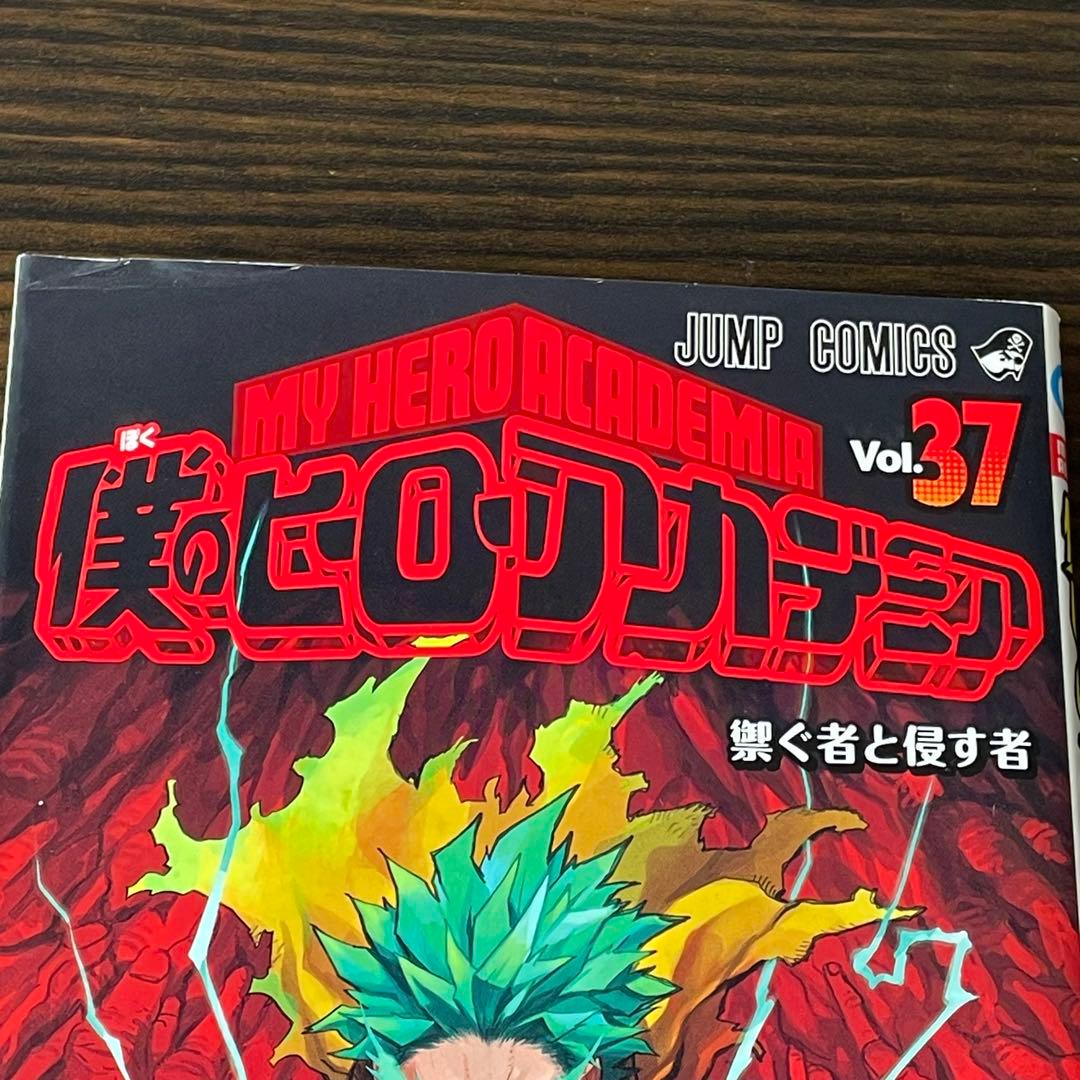 JUMP COMICS
MY HERO ACADEMIA
Vol.37
ぼく
僕のヒーローアカデミア
禦ぐ者と侵す者